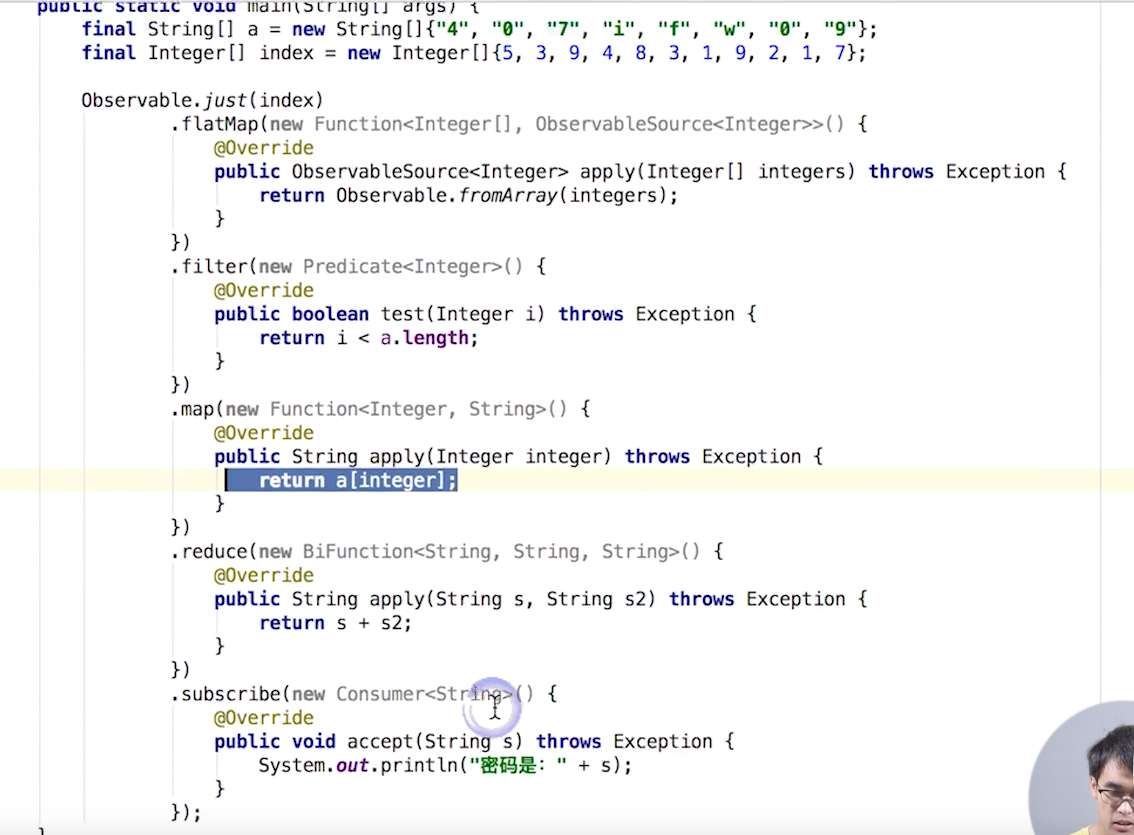 public static void main(String[] args) {
final String[] a = new String[]{"4", "0", "7", "i", "f", "w", "0", "9"};
final Integer[] index = new Integer[]{5, 3, 9, 4, 8, 3, 1, 9, 2, 1, 7};
Observable.just(index)
.flatMap(new Function<Integer[], ObservableSource<Integer>>() {
@Override
public ObservableSource<Integer> apply(Integer[] integers) throws Exception {
return Observable.fromArray(integers);
}
})
.filter(new Predicate<Integer>() {
@Override
public boolean test(Integer i) throws Exception {
return i < a.length;
}
})
.map(new Function<Integer, String>() {
@Override
public String apply(Integer integer) throws Exception {
return a[integer];
}
})
.reduce(new BiFunction<String, String, String>() {
@Override
public String apply(String s, String s2) throws Exception {
return s + s2;
}
})
.subscribe(new Consumer<String>() {
@Override
public void accept(String s) throws Exception {
System.out.println("密码是：" + s);
}
});
}